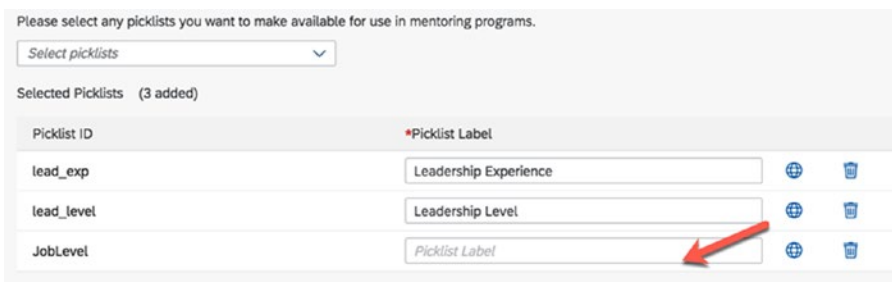 Please select any picklists you want to make available for use in mentoring programs.
Select picklists
Selected Picklists (3 added)
Picklist ID *Picklist Label
lead_exp Leadership Experience
lead_level Leadership Level
JobLevel Picklist Label